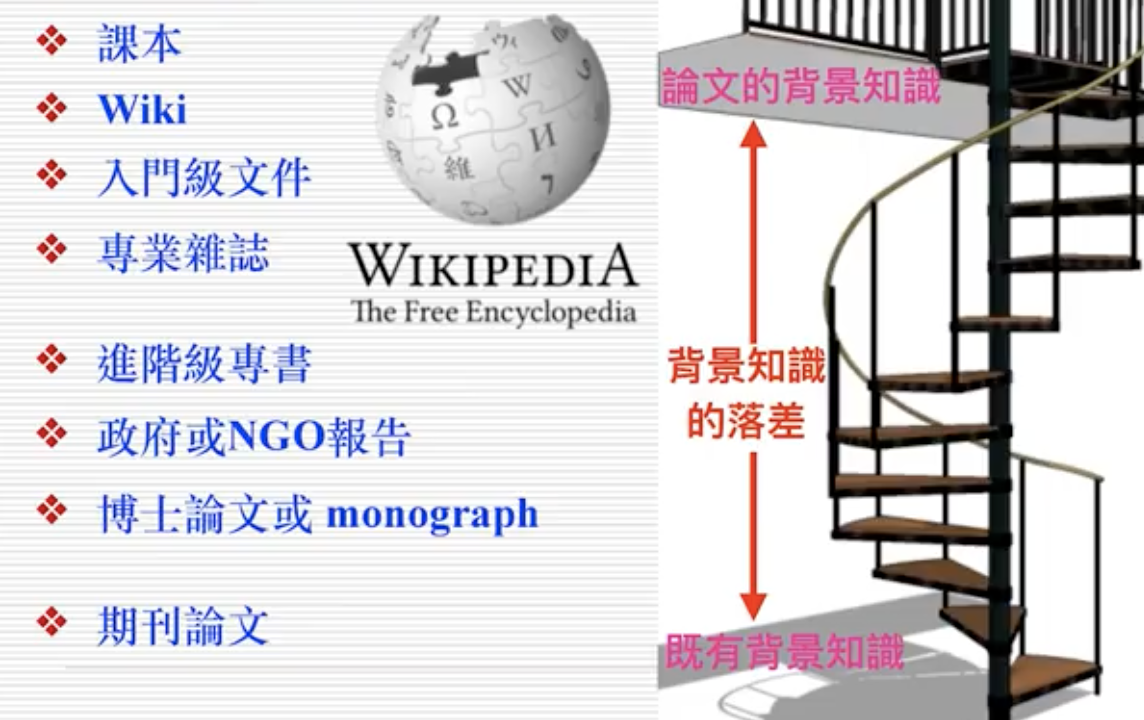 課本
Wiki
入門級文件
專業雜誌
進階級專書
政府或NGO報告
博士論文或 monograph
期刊論文
Ω
ウィ
W
И
維
WIKIPEDIA
The Free Encyclopedia
論文的背景知識
背景知識
的落差
既有背景知識